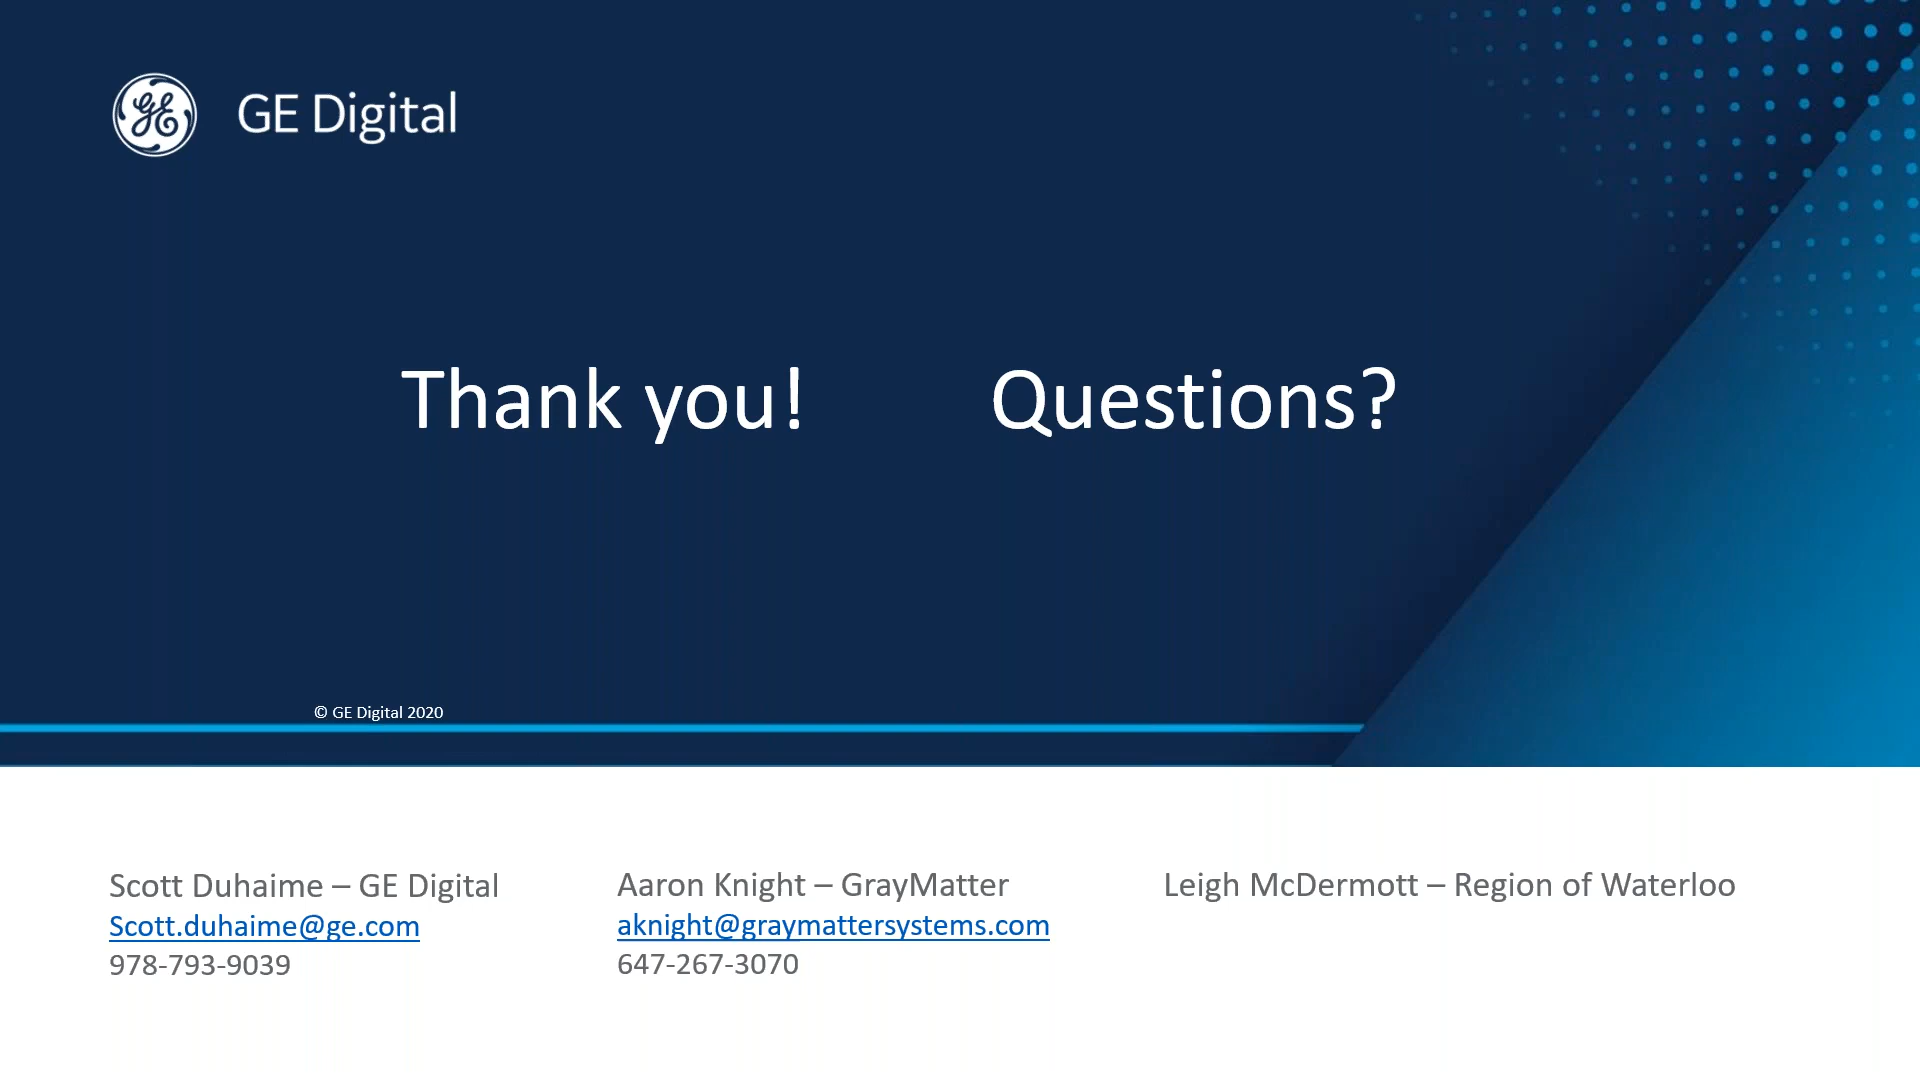 GE Digital
Thank you! Questions?
© GE Digital 2020
Scott Duhaime – GE Digital
Scott.duhaime@ge.com
978-793-9039
Aaron Knight – GrayMatter
aknight@graymattersystems.com
647-267-3070
Leigh McDermott – Region of Waterloo